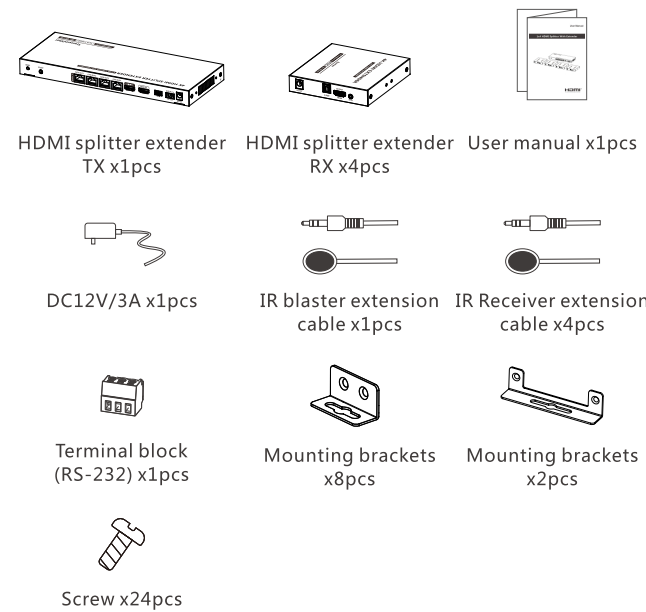 HDMI
HDMI splitter extender
TX x1pcs
HDMI splitter extender
RX x4pcs
User manual x1pcs
DC12V/3A x1pcs
IR blaster extension
cable x1pcs
IR Receiver extension
cable x4pcs
Terminal block
(RS-232) x1pcs
Mounting brackets
x8pcs
Mounting brackets
x2pcs
Screw x24pcs